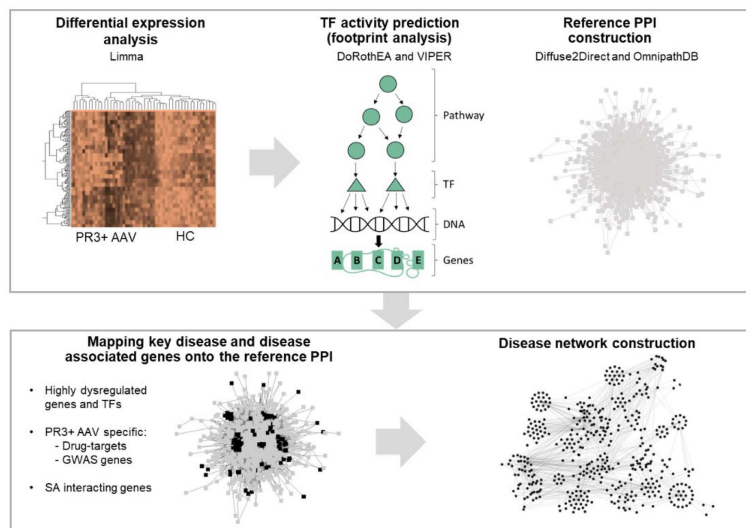 Differential expression
analysis
Limma
PR3+ AAV
HC
TF activity prediction
(footprint analysis)
DoRothEA and VIPER
Pathway
TF
DNA
Genes
A B C D E
Reference PPI
construction
Diffuse2Direct and OmnipathDB
Mapping key disease and disease
associated genes onto the reference PPI
• Highly dysregulated
genes and TFs
• PR3+ AAV specific:
- Drug-targets
- GWAS genes
• SA interacting genes
Disease network construction